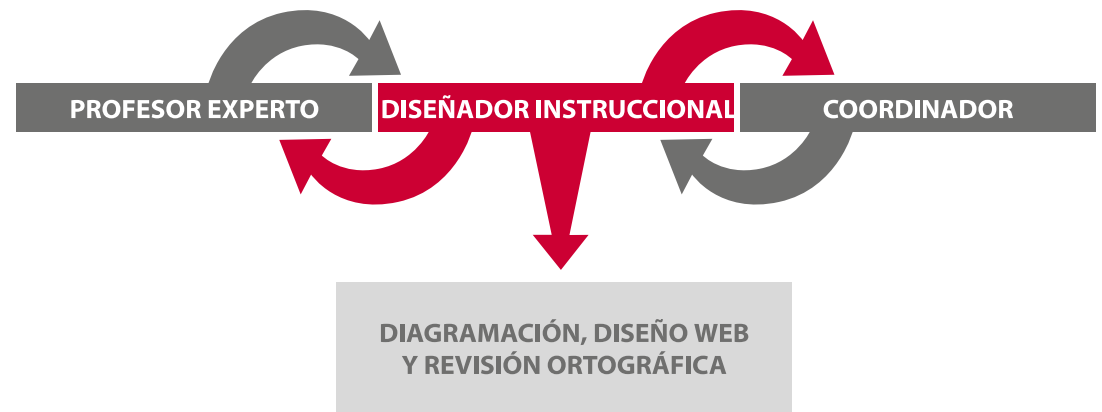 PROFESOR EXPERTO
DISEÑADOR INSTRUCCIONAL
COORDINADOR
DIAGRAMACIÓN, DISEÑO WEB
Y REVISIÓN ORTOGRÁFICA